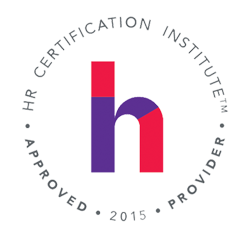 HR CERTIFICATION INSTITUTE™
h
• APPROVED • 2015 • PROVIDER •